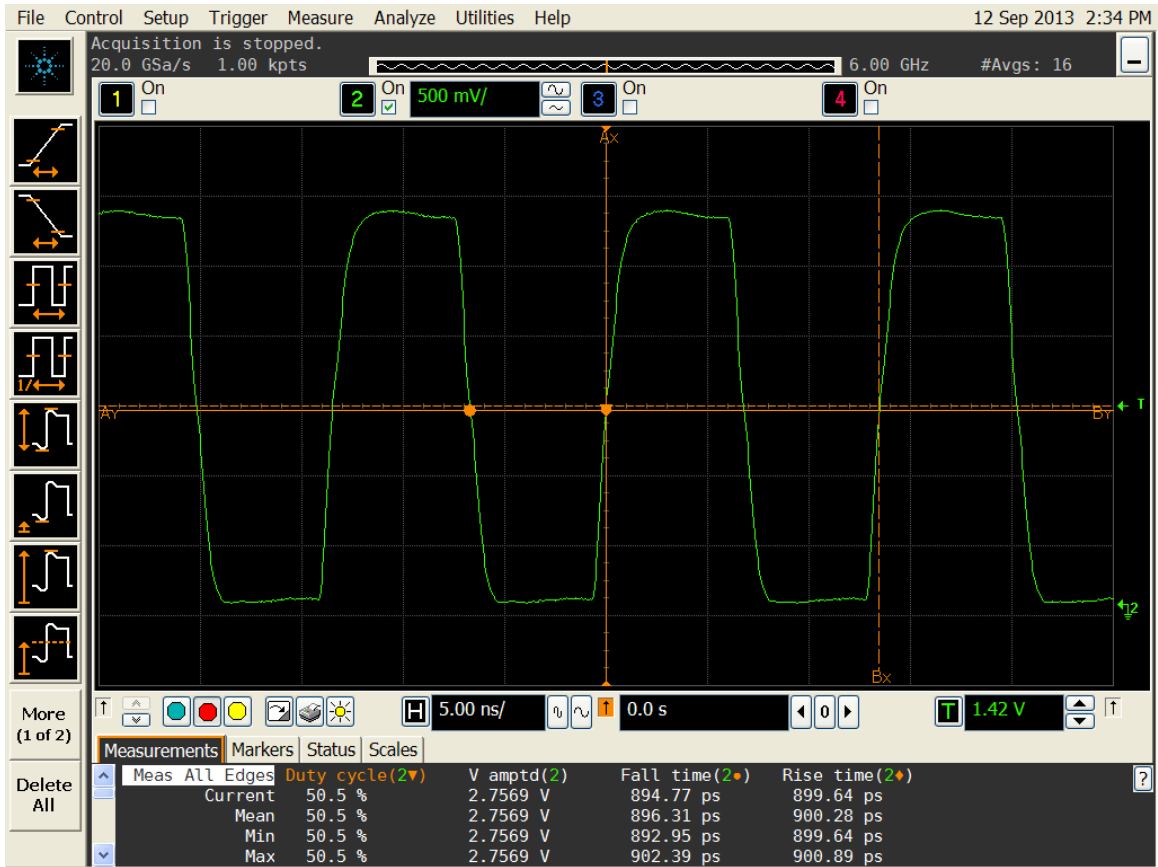 File Control Setup Trigger Measure Analyze Utilities Help 12 Sep 2013 2:34 PM
Acquisition is stopped.
20.0 GSa/s 1.00 kpts 6.00 GHz #Avgs: 16
1 On 2 On 500 mV/ 3 On 4 On
Ax
AY BY T
2
Bx
1/
More
(1 of 2)
Delete
All
H 5.00 ns/ 0.0 s 0 T 1.42 V
Measurements Markers Status Scales
Meas All Edges Duty cycle(2▼) V amptd(2) Fall time(2●) Rise time(2♦) ?
Current 50.5 % 2.7569 V 894.77 ps 899.64 ps
Mean 50.5 % 2.7569 V 896.31 ps 900.28 ps
Min 50.5 % 2.7569 V 892.95 ps 899.64 ps
Max 50.5 % 2.7569 V 902.39 ps 900.89 ps